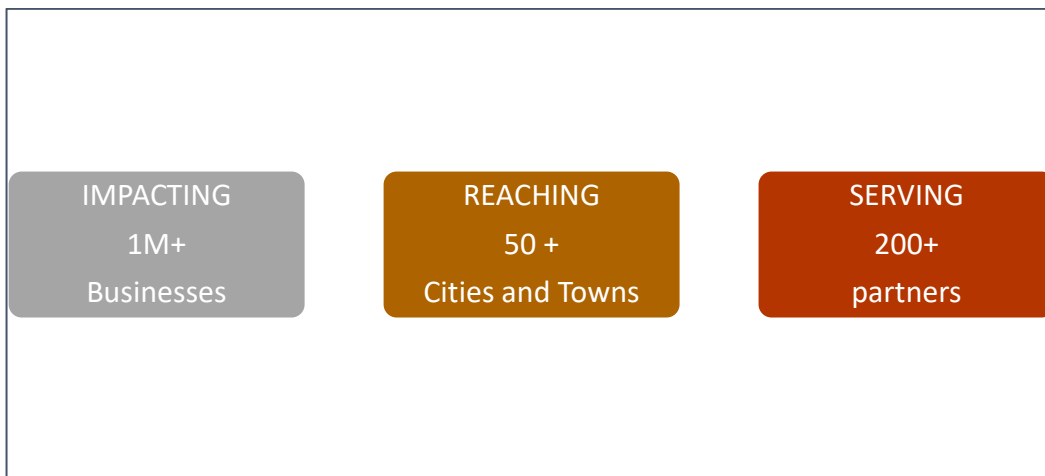 IMPACTING
1M+
Businesses
REACHING
50 +
Cities and Towns
SERVING
200+
partners